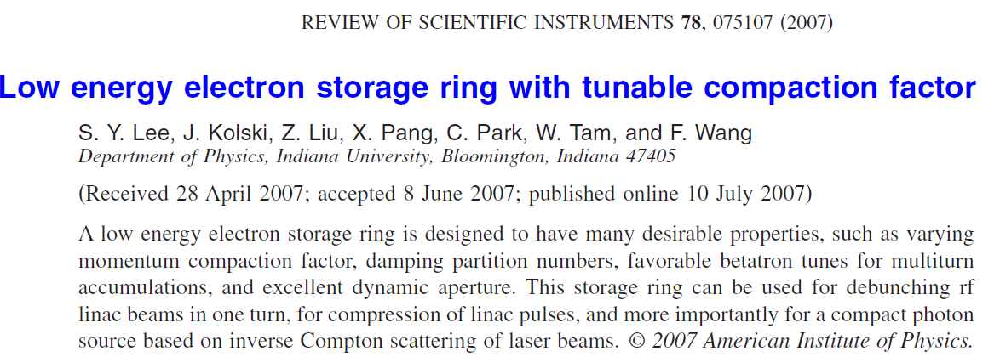 REVIEW OF SCIENTIFIC INSTRUMENTS 78, 075107 (2007)
Low energy electron storage ring with tunable compaction factor
S. Y. Lee, J. Kolski, Z. Liu, X. Pang, C. Park, W. Tam, and F. Wang
Department of Physics, Indiana University, Bloomington, Indiana 47405
(Received 28 April 2007; accepted 8 June 2007; published online 10 July 2007)
A low energy electron storage ring is designed to have many desirable properties, such as varying
momentum compaction factor, damping partition numbers, favorable betatron tunes for multiturn
accumulations, and excellent dynamic aperture. This storage ring can be used for debunching rf
linac beams in one turn, for compression of linac pulses, and more importantly for a compact photon
source based on inverse Compton scattering of laser beams. © 2007 American Institute of Physics.